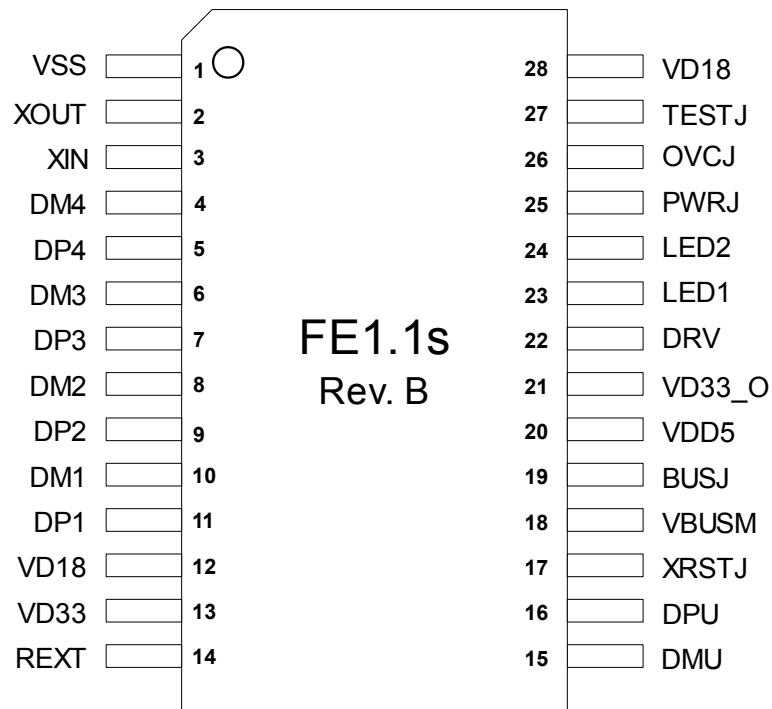 VSS 1 28 VD18
XOUT 2 27 TESTJ
XIN 3 26 OVCJ
DM4 4 25 PWRJ
DP4 5 24 LED2
DM3 6 23 LED1
DP3 7 FE1.1s 22 DRV
DM2 8 Rev. B 21 VD33_O
DP2 9 20 VDD5
DM1 10 19 BUSJ
DP1 11 18 VBUSM
VD18 12 17 XRSTJ
VD33 13 16 DPU
REXT 14 15 DMU